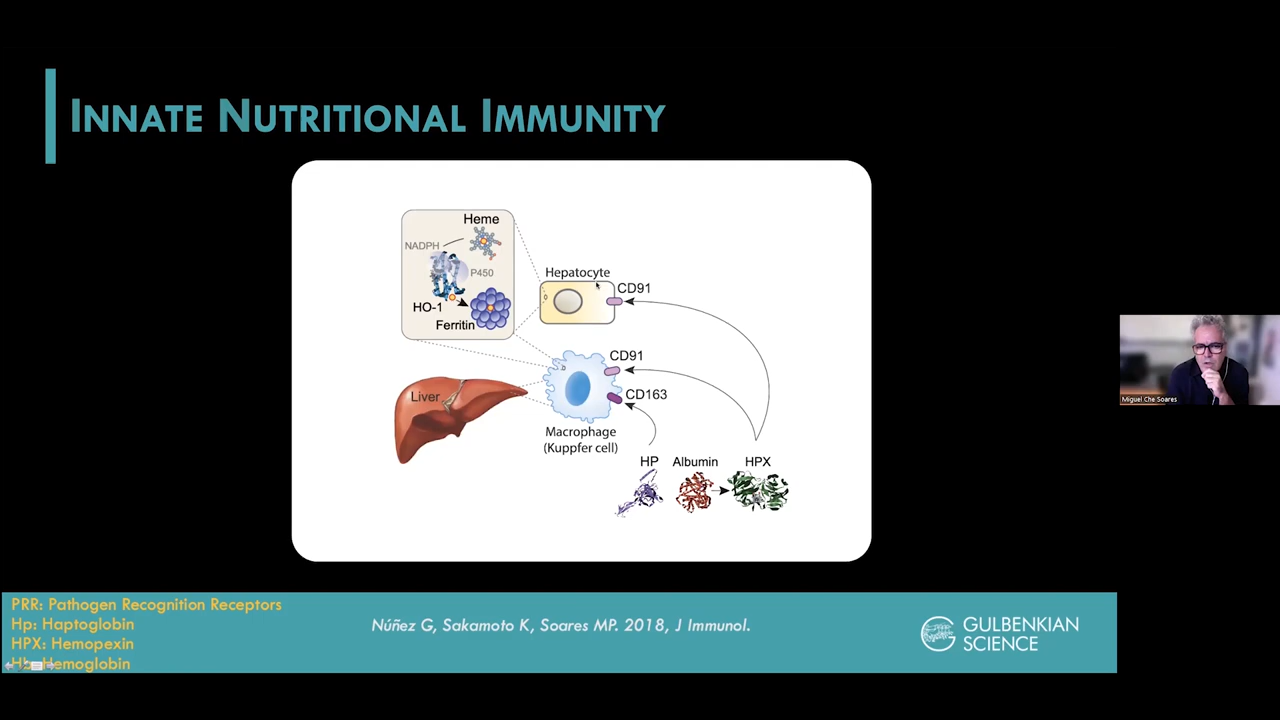 INNATE NUTRITIONAL IMMUNITY
Heme
NADPH
P450
HO-1
Ferritin
Hepatocyte
CD91
CD91
CD163
Liver
Macrophage
(Kuppfer cell)
HP
Albumin
HPX
PRR: Pathogen Recognition Receptors
Hp: Haptoglobin
HPX: Hemopexin
Hb: Hemoglobin
Núñez G, Sakamoto K, Soares MP. 2018, J Immunol.
GULBENKIAN
SCIENCE
Miguel Che Soares